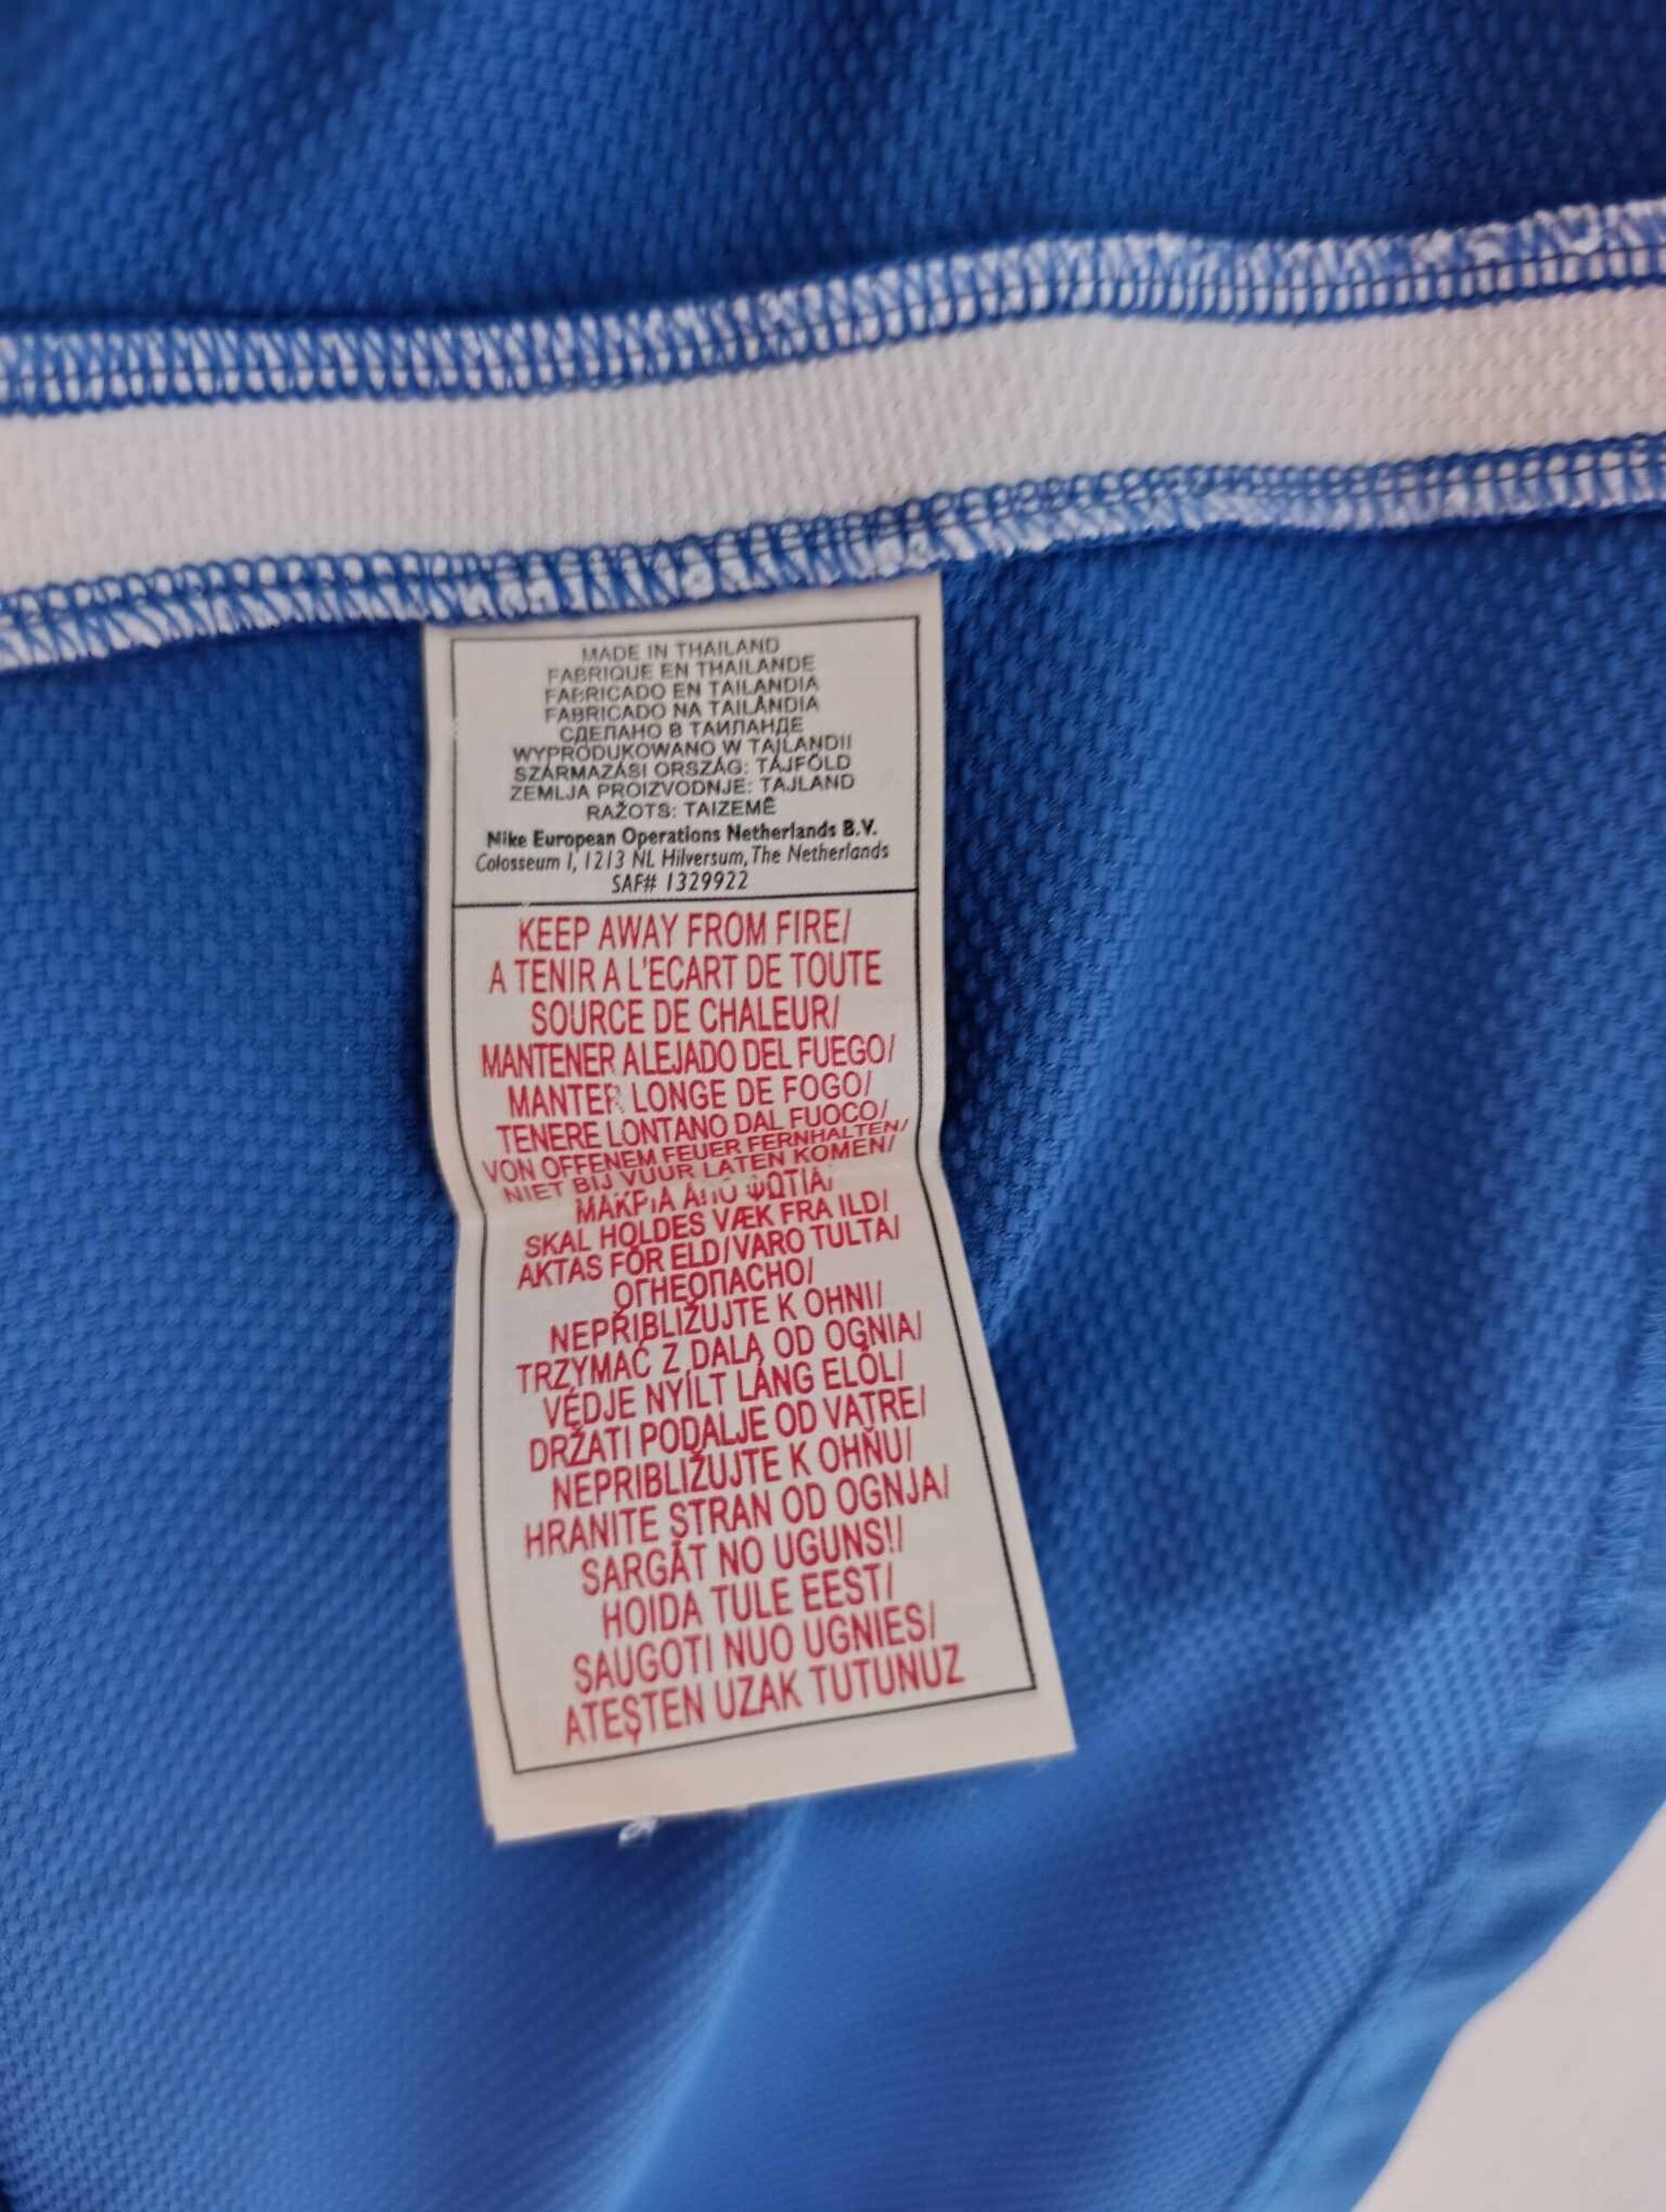 MADE IN THAILAND
FABRIQUE EN THAILANDE
FABRICADO EN TAILANDIA
FABRICADO NA TAILÂNDIA
СДЕЛАНО В ТАИЛАНДЕ
WYPRODUKOWANO W TAJLANDII
SZÁRMAZÁSI ORSZÁG: TÁJFÖLD
ZEMLJA PROIZVODNJE: TAJLAND
RAŽOTS: TAIZEMĒ
Nike European Operations Netherlands B.V.
Colosseum 1, 1213 NL Hilversum, The Netherlands
SAF# 1329922
KEEP AWAY FROM FIRE/
A TENIR A L'ECART DE TOUTE
SOURCE DE CHALEUR/
MANTENER ALEJADO DEL FUEGO/
MANTER LONGE DE FOGO/
TENERE LONTANO DAL FUOCO/
VON OFFENEM FEUER FERNHALTEN/
NIET BIJ VUUR LATEN KOMEN/
ΜΑΚΡΙΑ ΑΠΟ ΦΩΤΙΑ/
SKAL HOLDES VÆK FRA ILD/
AKTAS FÖR ELD/VARO TULTA/
ОГНЕОПАСНО/
NEPŘIBLIŽUJTE K OHNI/
TRZYMAĆ Z DALA OD OGNIA/
VÉDJE NYÍLT LÁNG ELŐL/
DRŽATI PODALJE OD VATRE/
NEPRIBLIŽUJTE K OHŇU/
HRANITE STRAN OD OGNJA/
SARGĀT NO UGUNS!/
HOIDA TULE EEST/
SAUGOTI NUO UGNIES/
ATEŞTEN UZAK TUTUNUZ